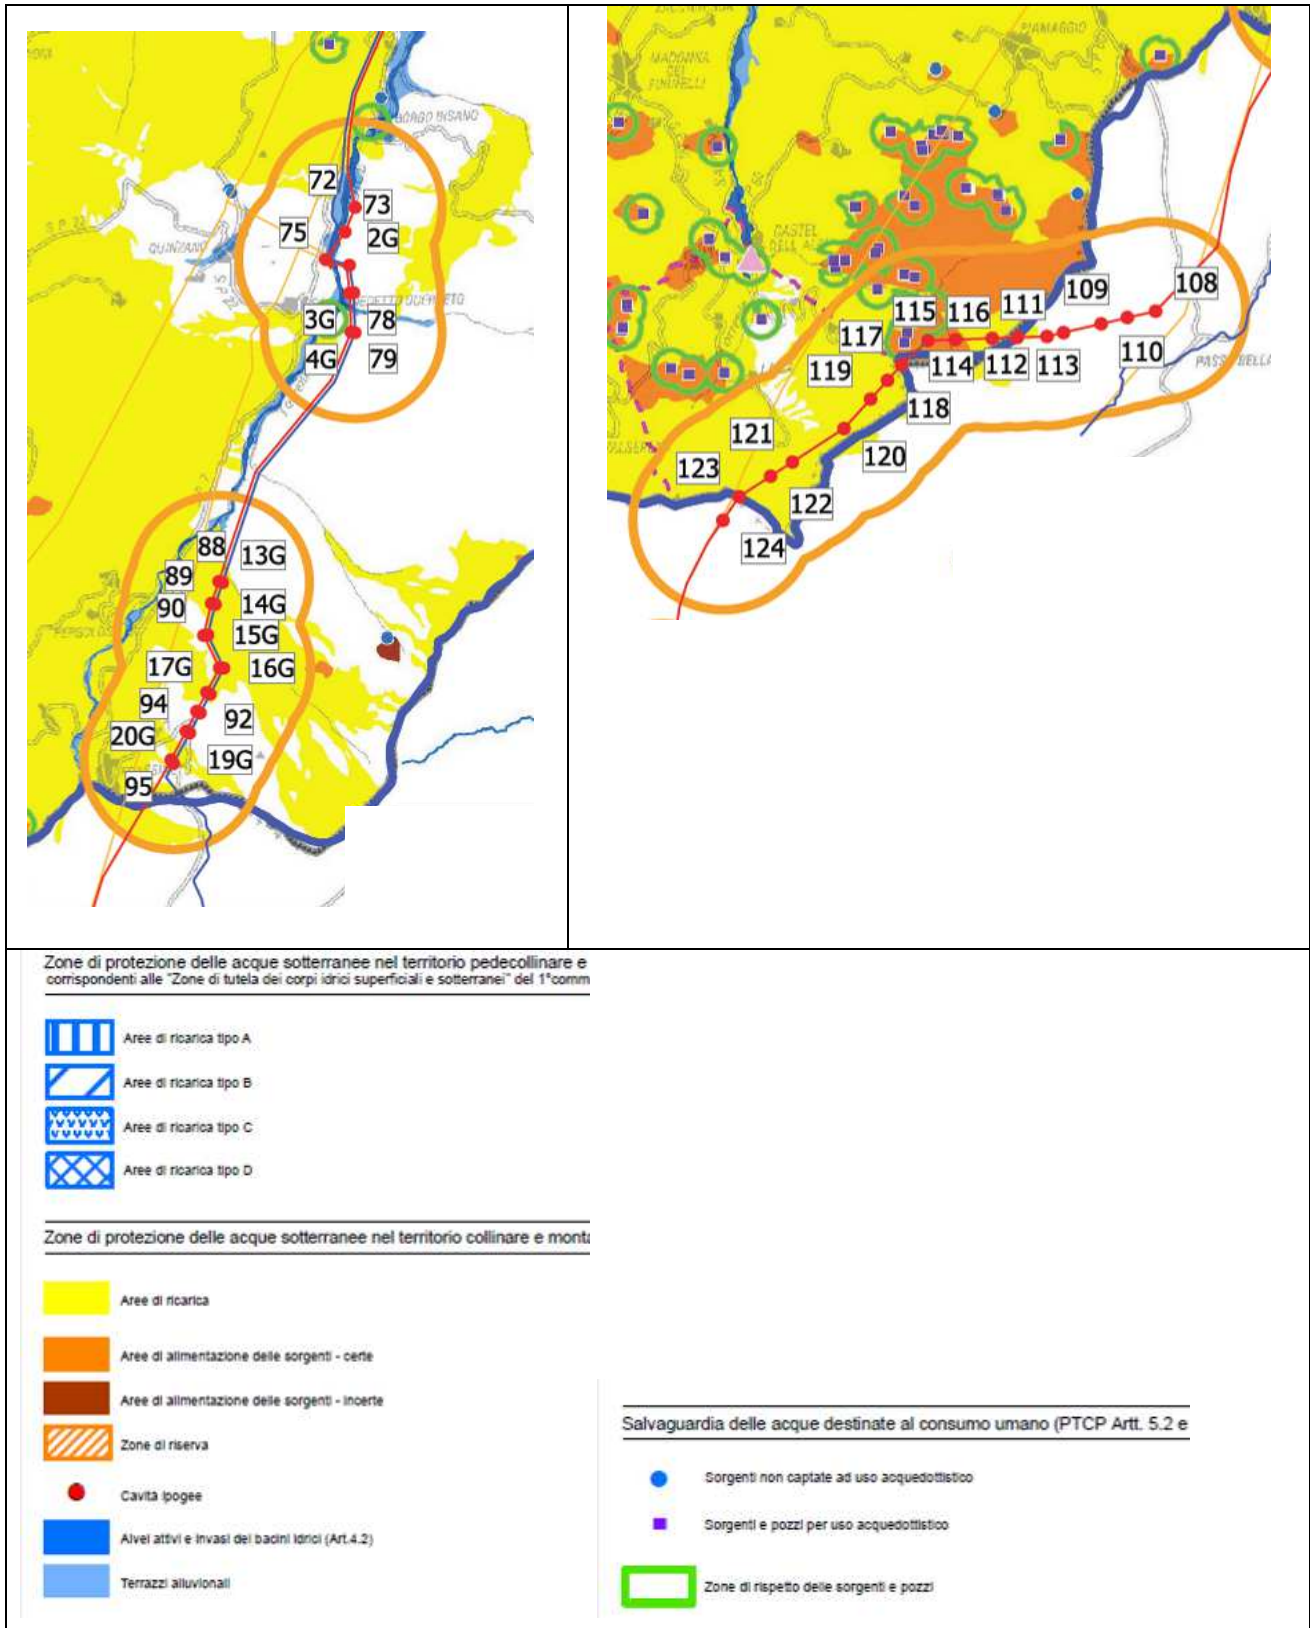 BORGO BISANO
72
73
75
2G
S P 22
QUINZANO
3G
78
4G
79
88
13G
89
90
14G
15G
17G
16G
94
92
20G
19G
95
PIAMAGGIO
MADONNA
DEI
CASTEL
108
109
111
115
116
117
110
119
114
112
113
118
121
120
123
122
124
Zone di protezione delle acque sotterranee nel territorio pedecollinare e
corrispondenti alle "Zone di tutela dei corpi idrici superficiali e sotterranei" del 1°comm
Aree di ricarica tipo A
Aree di ricarica tipo B
Aree di ricarica tipo C
Aree di ricarica tipo D
Zone di protezione delle acque sotterranee nel territorio collinare e monta
Aree di ricarica
Aree di alimentazione delle sorgenti - certe
Aree di alimentazione delle sorgenti - incerte
Zone di riserva
Cavità ipogee
Alvei attivi e invasi dei bacini idrici (Art.4.2)
Terrazzi alluvionali
Salvaguardia delle acque destinate al consumo umano (PTCP Artt. 5.2 e
Sorgenti non captate ad uso acquedottistico
Sorgenti e pozzi per uso acquedottistico
Zone di rispetto delle sorgenti e pozzi